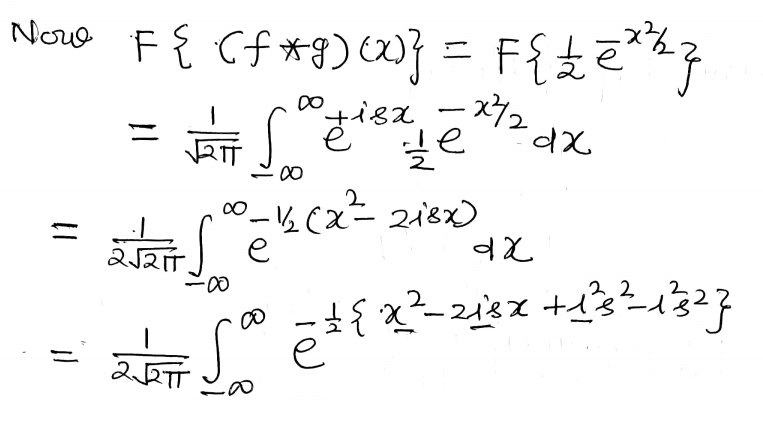 Now F{ (f*g)(x)} = F{ 1/2 e^{-x²/2} }
= 1/√2π ∫_{-∞}^{∞} e^{+isx} · 1/2 e^{-x²/2} dx
= 1/2√2π ∫_{-∞}^{∞} e^{-1/2(x² - 2isx)} dx
= 1/2√2π ∫_{-∞}^{∞} e^{-1/2{x² - 2isx + i²s² - i²s²}}